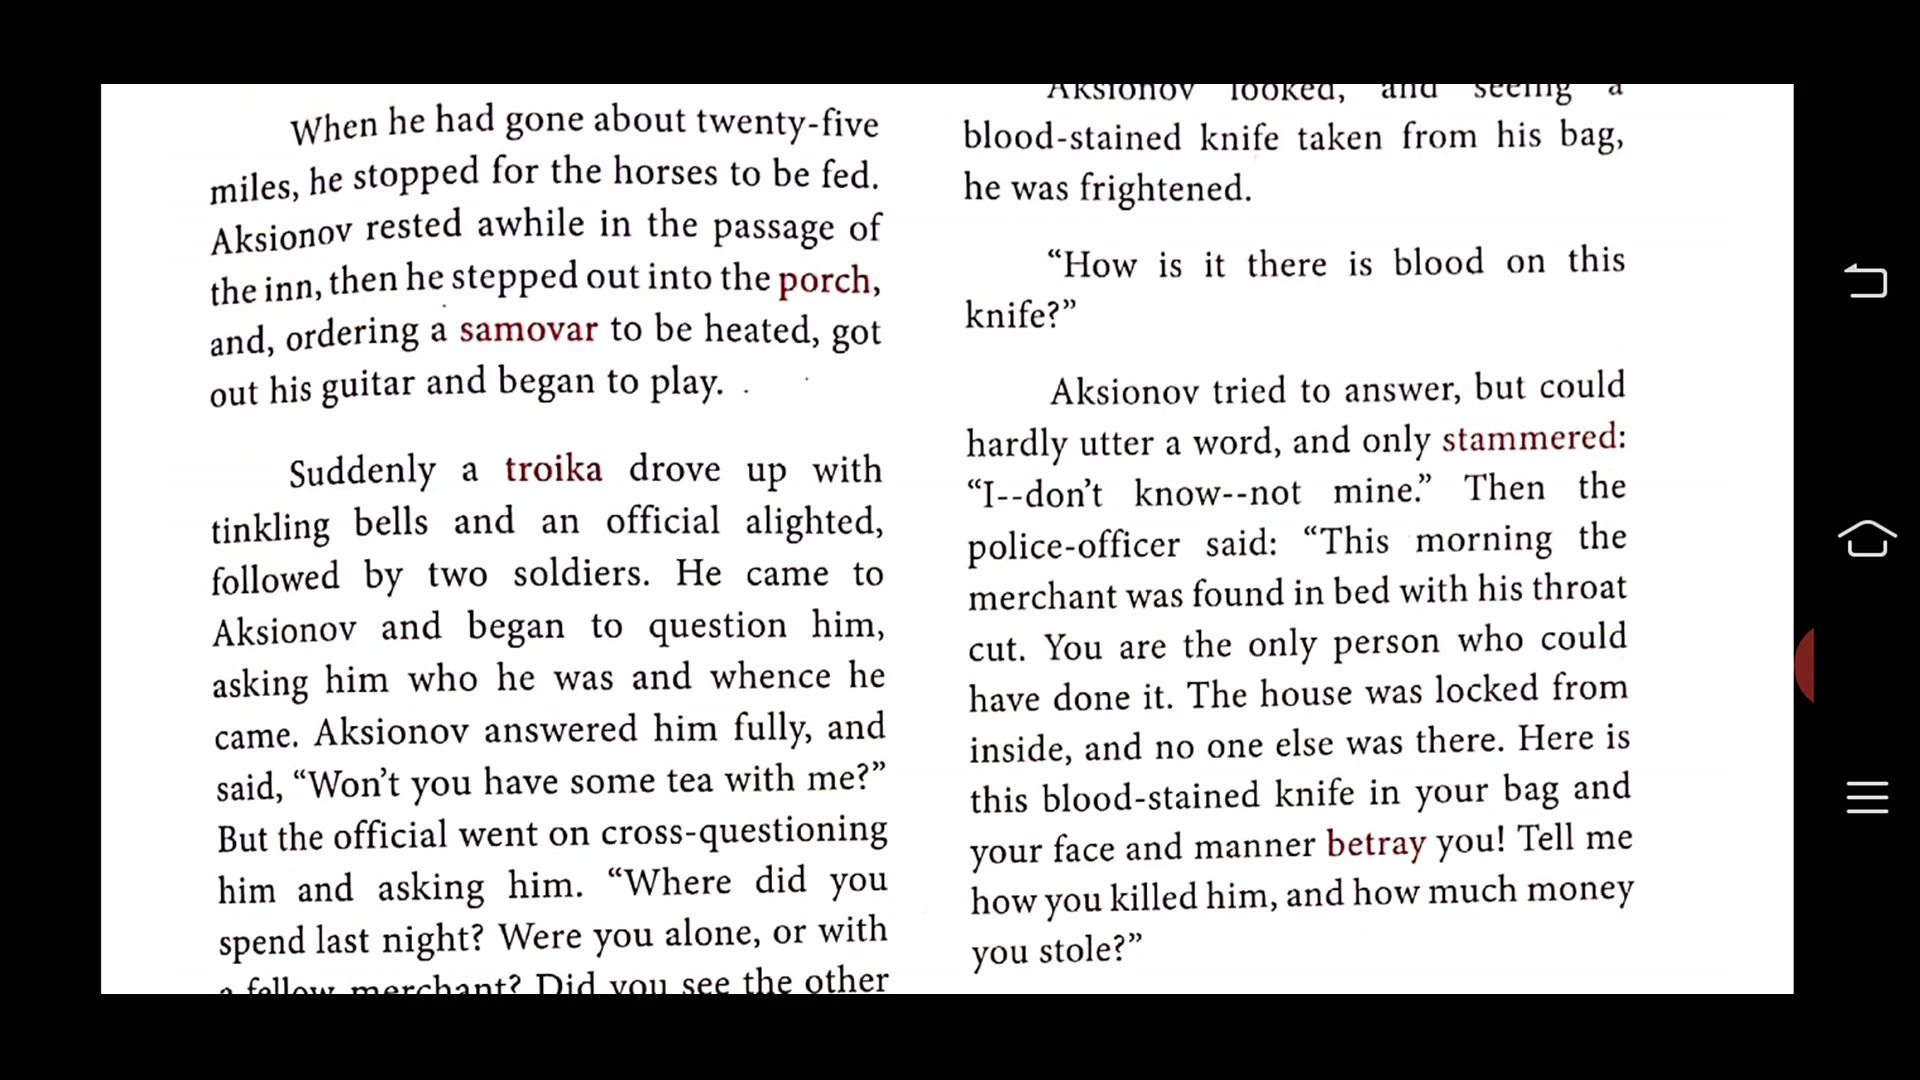 When he had gone about twenty-five
miles, he stopped for the horses to be fed.
Aksionov rested awhile in the passage of
the inn, then he stepped out into the porch,
and, ordering a samovar to be heated, got
out his guitar and began to play.
Suddenly a troika drove up with
tinkling bells and an official alighted,
followed by two soldiers. He came to
Aksionov and began to question him,
asking him who he was and whence he
came. Aksionov answered him fully, and
said, “Won’t you have some tea with me?”
But the official went on cross-questioning
him and asking him. “Where did you
spend last night? Were you alone, or with
a fellow merchant? Did you see the other
Aksionov looked, and seeing a
blood-stained knife taken from his bag,
he was frightened.
“How is it there is blood on this
knife?”
Aksionov tried to answer, but could
hardly utter a word, and only stammered:
“I--don’t know--not mine.” Then the
police-officer said: “This morning the
merchant was found in bed with his throat
cut. You are the only person who could
have done it. The house was locked from
inside, and no one else was there. Here is
this blood-stained knife in your bag and
your face and manner betray you! Tell me
how you killed him, and how much money
you stole?”